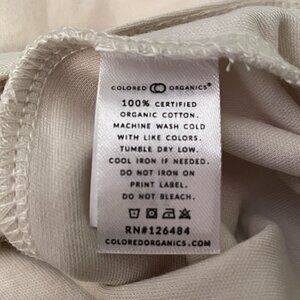 COLORED ORGANICS®
100% CERTIFIED
ORGANIC COTTON.
MACHINE WASH COLD
WITH LIKE COLORS.
TUMBLE DRY LOW.
COOL IRON IF NEEDED.
DO NOT IRON ON
PRINT LABEL.
DO NOT BLEACH.
RN#126484
COLOREDORGANICS.COM